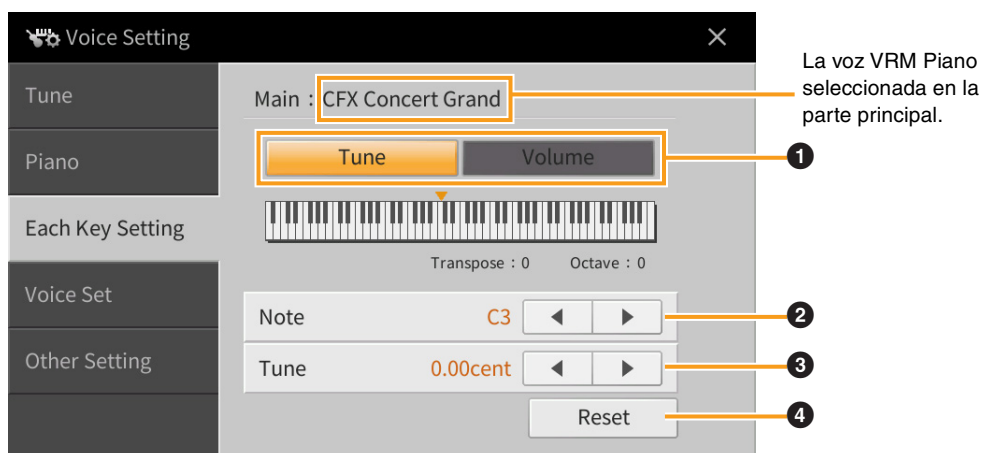 Voice Setting
La voz VRM Piano
seleccionada en la
parte principal.
Tune
Main : CFX Concert Grand
Tune
Volume
1
Piano
Each Key Setting
Transpose : 0
Octave : 0
Voice Set
Note
C3
2
Other Setting
Tune
0.00cent
3
Reset
4